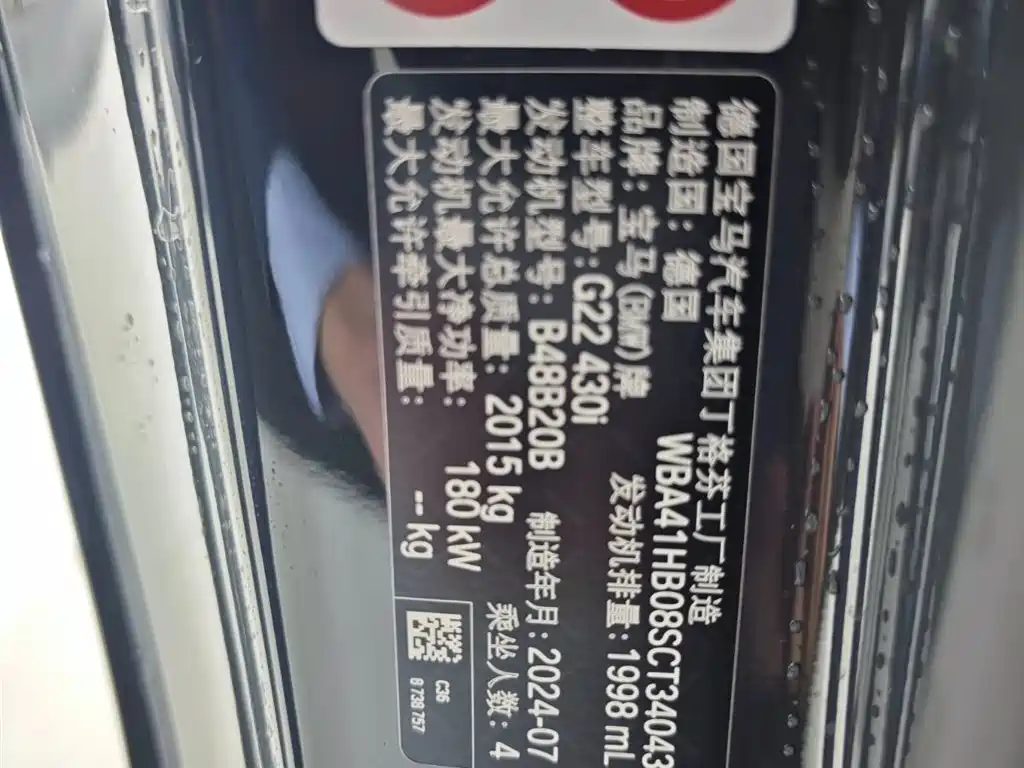 德国宝马汽车集团丁格芬工厂制造
制造国：德国 WBA41HB08SCT34043
品牌：宝马(BMW)牌 发动机排量：1998 mL
整车型号：G22 430i
发动机型号：B48B20B 制造年月：2024-07
最大允许总质量：2015 kg 乘坐人数：4
发动机最大净功率：180 kW
最大允许牵引质量：-- kg
C36
8 738 757